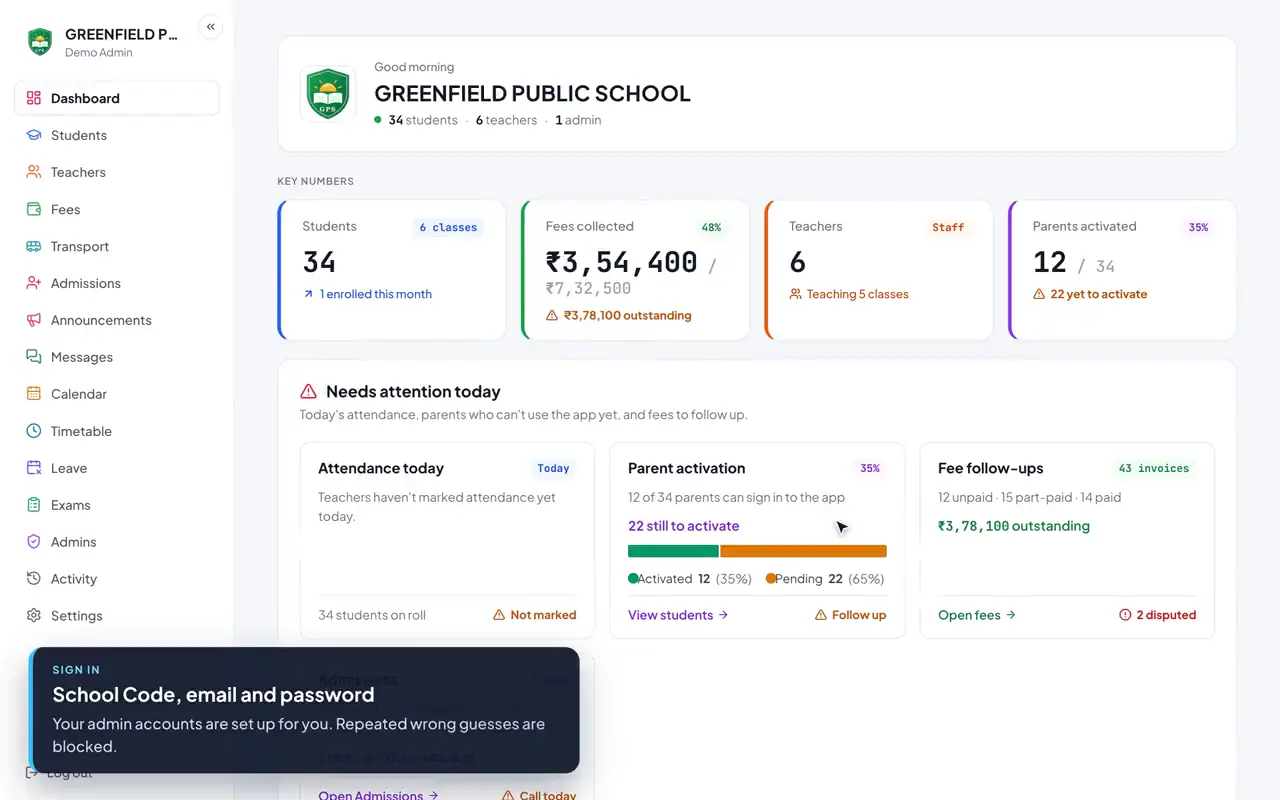 GREENFIELD P...
Demo Admin
«
Dashboard
Students
Teachers
Fees
Transport
Admissions
Announcements
Messages
Calendar
Timetable
Leave
Exams
Admins
Activity
Settings
Log out
GPS
Good morning
GREENFIELD PUBLIC SCHOOL
34 students · 6 teachers · 1 admin
KEY NUMBERS
Students 6 classes
34
1 enrolled this month
Fees collected 48%
₹3,54,400 /
₹7,32,500
₹3,78,100 outstanding
Teachers Staff
6
Teaching 5 classes
Parents activated 35%
12 / 34
22 yet to activate
Needs attention today
Today's attendance, parents who can't use the app yet, and fees to follow up.
Attendance today Today
Teachers haven't marked attendance yet
today.
34 students on roll Not marked
Parent activation 35%
12 of 34 parents can sign in to the app
22 still to activate
Activated 12 (35%) Pending 22 (65%)
View students → Follow up
Fee follow-ups 43 invoices
12 unpaid · 15 part-paid · 14 paid
₹3,78,100 outstanding
Open fees → 2 disputed
Admissions
Open Admissions → Call today
SIGN IN
School Code, email and password
Your admin accounts are set up for you. Repeated wrong guesses are
blocked.